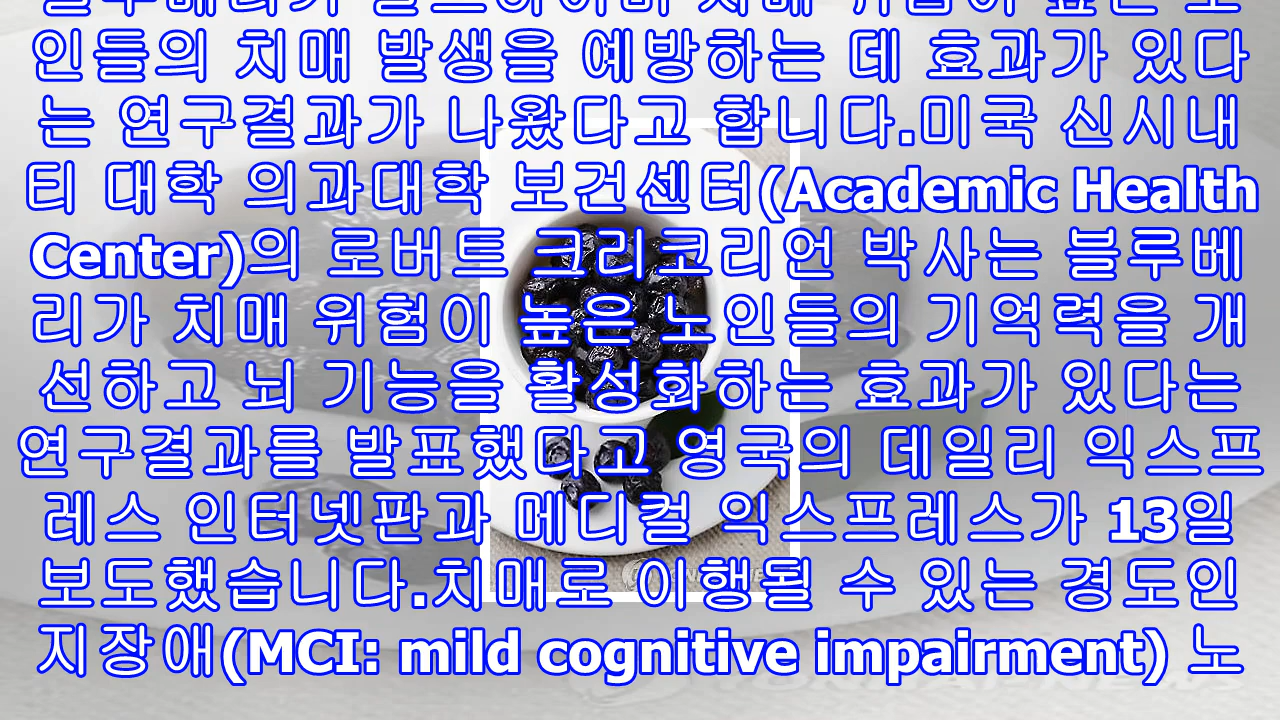 인들의 치매 발생을 예방하는 데 효과가 있다
는 연구결과가 나왔다고 합니다.미국 신시내
티 대학 의과대학 보건센터(Academic Health
Center)의 로버트 크리코리언 박사는 블루베
리가 치매 위험이 높은 노인들의 기억력을 개
선하고 뇌 기능을 활성화하는 효과가 있다는
연구결과를 발표했다고 영국의 데일리 익스프
레스 인터넷판과 메디컬 익스프레스가 13일
보도했습니다.치매로 이행될 수 있는 경도인
지장애(MCI: mild cognitive impairment) 노